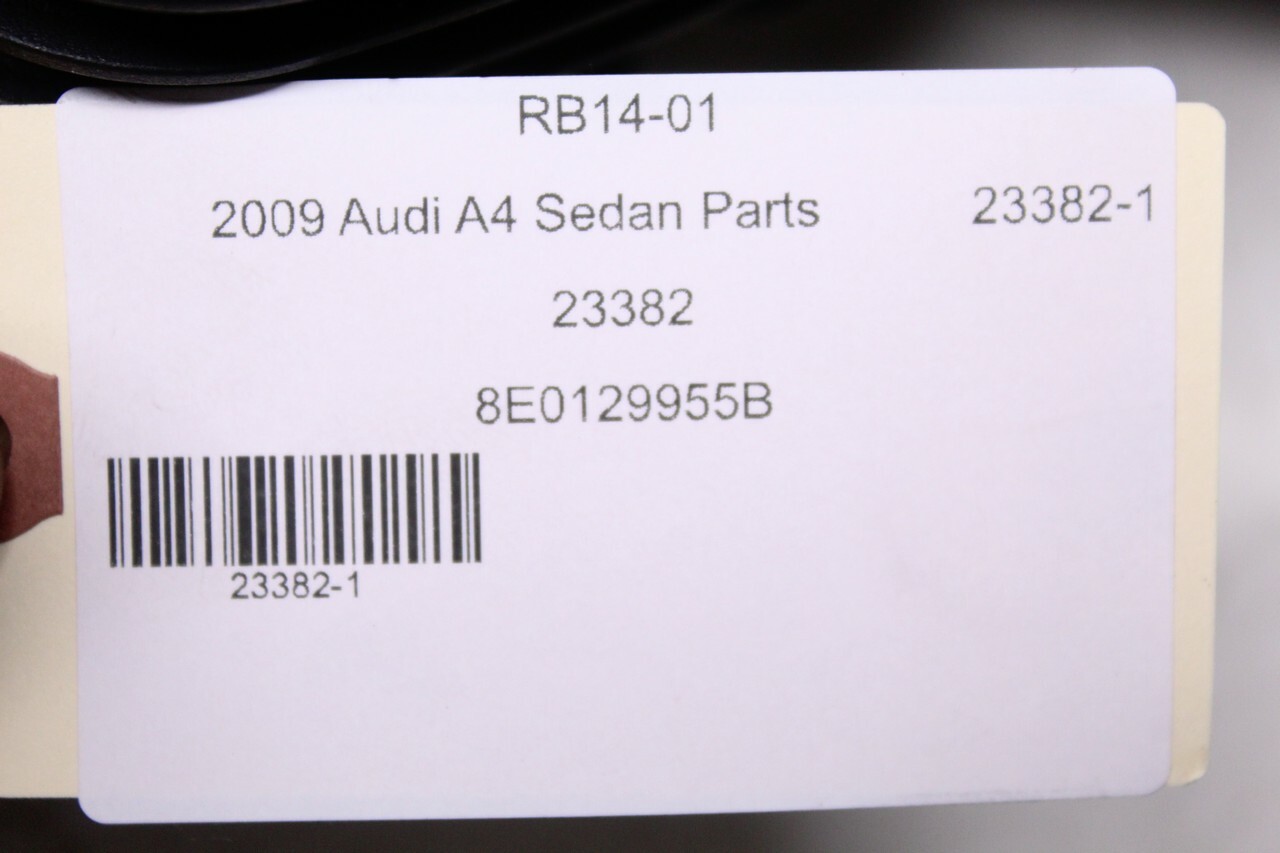 RB14-01
2009 Audi A4 Sedan Parts 23382-1
23382
8E0129955B
23382-1